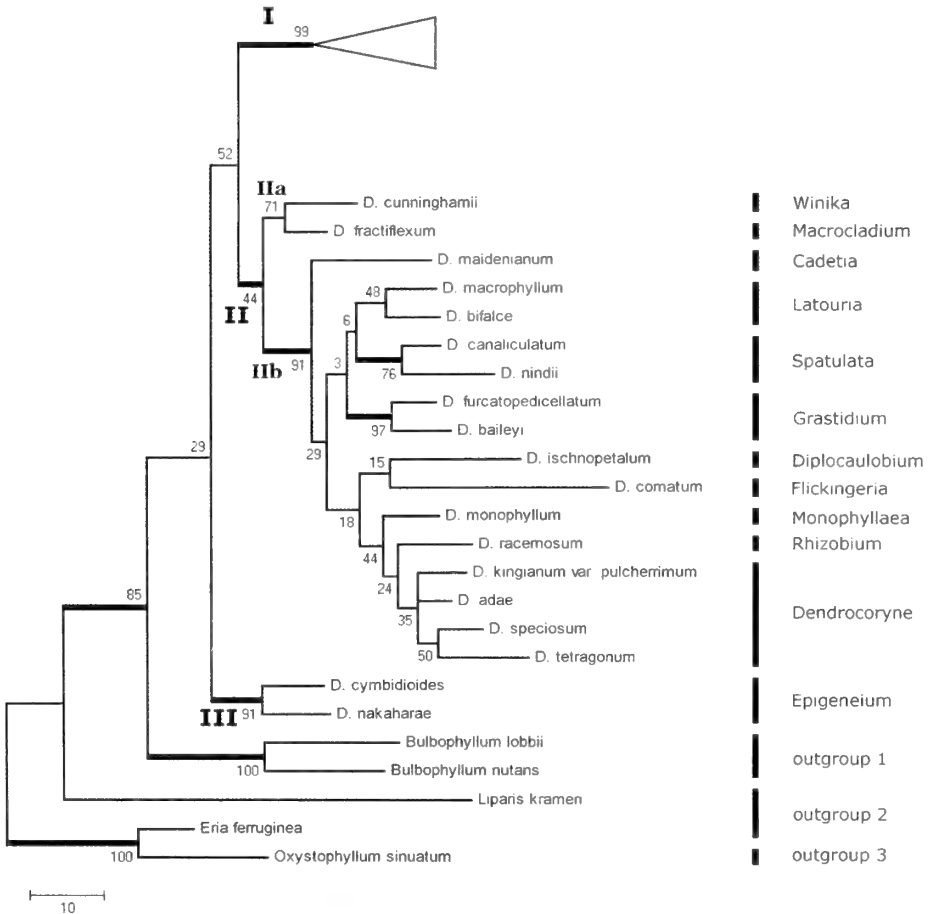 I
99
52
IIa
71
D. cunninghamii
Winika
D fractiflexum
Macrocladium
D. maidenianum
Cadetia
44
II
IIb
91
48
D. macrophyllum
Latouria
6
D. bifalce
3
D canaliculatum
Spatulata
76
D. nindii
D furcatopedicellatum
Grastidium
97
D. baileyi
29
29
15
D. ischnopetalum
Diplocaulobium
D. comatum
Flickingeria
18
D. monophyllum
Monophyllaea
44
D. racemosum
Rhizobium
24
D. kingianum var pulcherrimum
D adae
Dendrocoryne
35
D. speciosum
50
D. tetragonum
85
D. cymbidioides
Epigeneium
III
91
D. nakaharae
Bulbophyllum lobbii
outgroup 1
100
Bulbophyllum nutans
Liparis kramen
outgroup 2
Eria ferruginea
100
Oxystophyllum sinuatum
outgroup 3
10